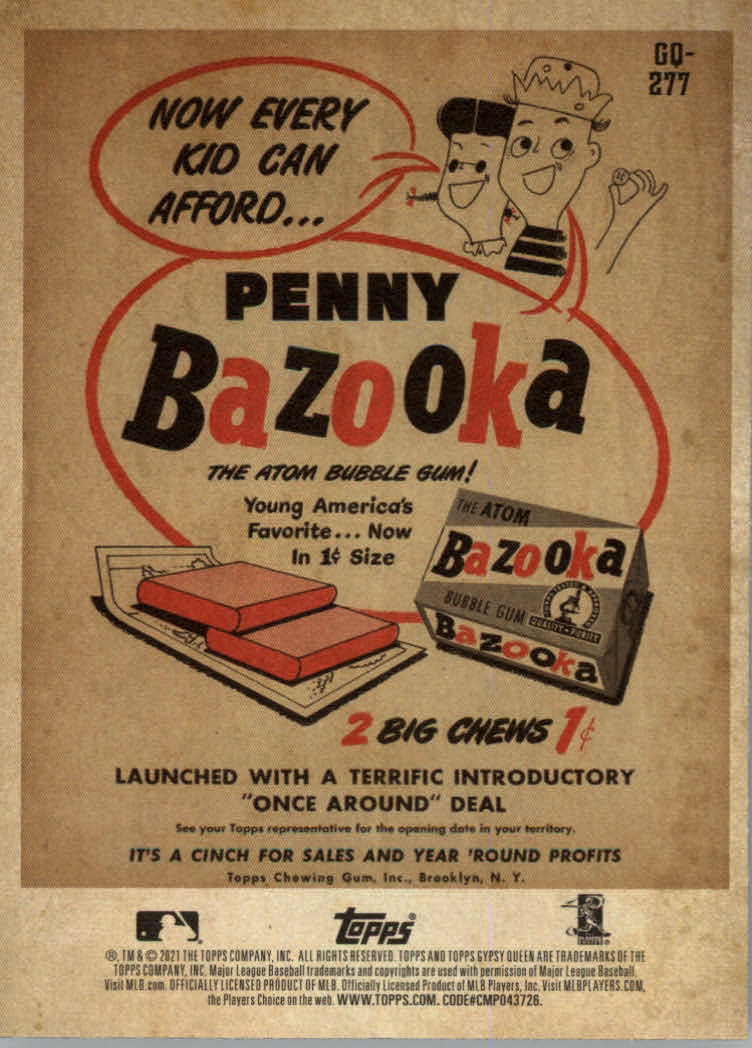 GQ-
277
NOW EVERY
KID CAN
AFFORD...
PENNY
Bazooka
THE ATOM BUBBLE GUM!
Young America's
Favorite... Now
In 1¢ Size
THE ATOM
Bazooka
BUBBLE GUM
QUALITY-PURITY
Bazooka
2 BIG CHEWS 1¢
LAUNCHED WITH A TERRIFIC INTRODUCTORY
"ONCE AROUND" DEAL
See your Topps representative for the opening date in your territory.
IT'S A CINCH FOR SALES AND YEAR 'ROUND PROFITS
Topps Chewing Gum, Inc., Brooklyn, N. Y.
topps®
®, TM & © 2021 THE TOPPS COMPANY, INC. ALL RIGHTS RESERVED. TOPPS AND TOPPS GYPSY QUEEN ARE TRADEMARKS OF THE
TOPPS COMPANY, INC. Major League Baseball trademarks and copyrights are used with permission of Major League Baseball.
Visit MLB.com. OFFICIALLY LICENSED PRODUCT OF MLB. Officially Licensed Product of MLB Players, Inc. Visit MLBPLAYERS.COM,
the Players Choice on the web. WWW.TOPPS.COM. CODE#CMP043726.